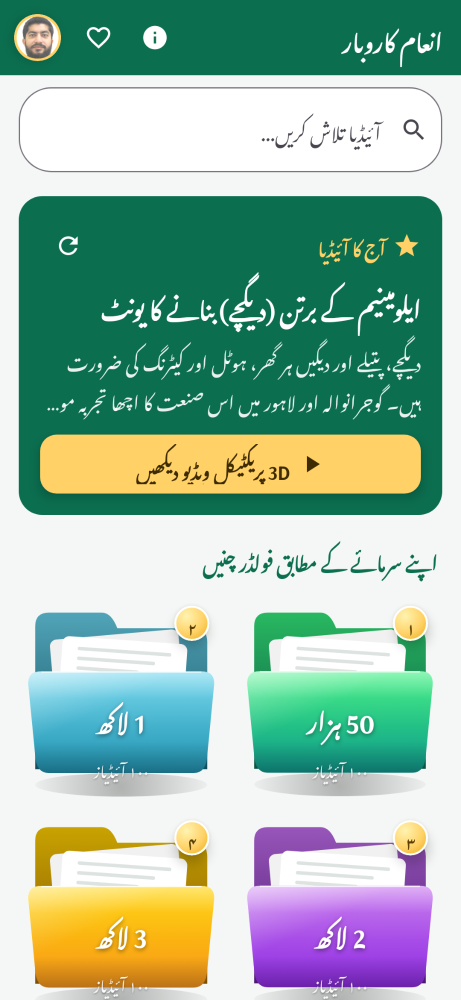 انعام کاروبار
آئیڈیا تلاش کریں...
آج کا آئیڈیا
ایلومینیم کے برتن (دیگچے) بنانے کا یونٹ
دیگچے، پتیلے اور دیگیں ہر گھر، ہوٹل اور کیٹرنگ کی ضرورت
ہیں۔ گوجرانوالہ اور لاہور میں اس صنعت کا اچھا تجربہ مو...
3D پریکٹیکل ویڈیو دیکھیں
اپنے سرمائے کے مطابق فولڈر چنیں
۱
50 ہزار
۱۰۰ آئیڈیاز
۲
1 لاکھ
۱۰۰ آئیڈیاز
۳
2 لاکھ
۱۰۰ آئیڈیاز
۴
3 لاکھ
۱۰۰ آئیڈیاز